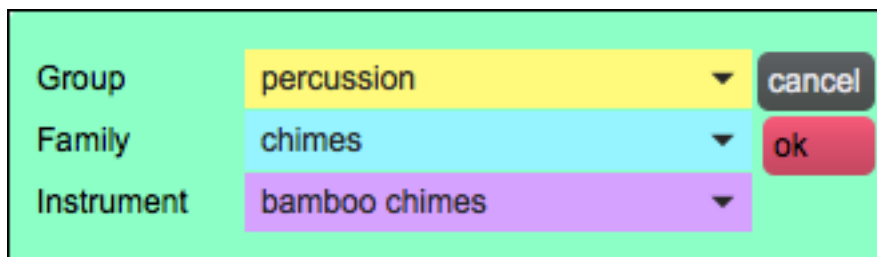 Group percussion cancel
Family chimes ok
Instrument bamboo chimes